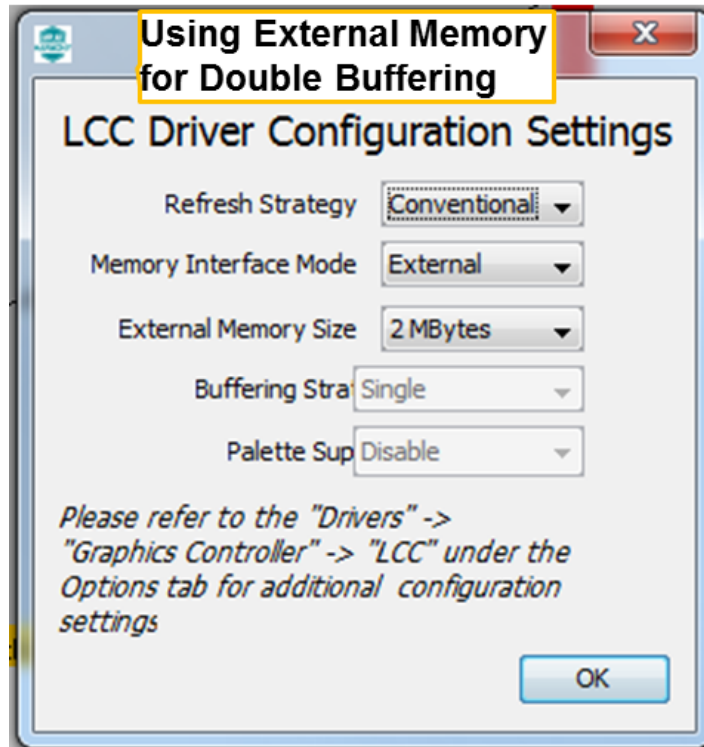 Using External Memory
for Double Buffering
LCC Driver Configuration Settings
Refresh Strategy Conventional
Memory Interface Mode External
External Memory Size 2 MBytes
Buffering Strat Single
Palette Sup Disable
Please refer to the "Drivers" ->
"Graphics Controller" -> "LCC" under the
Options tab for additional configuration
settings
OK